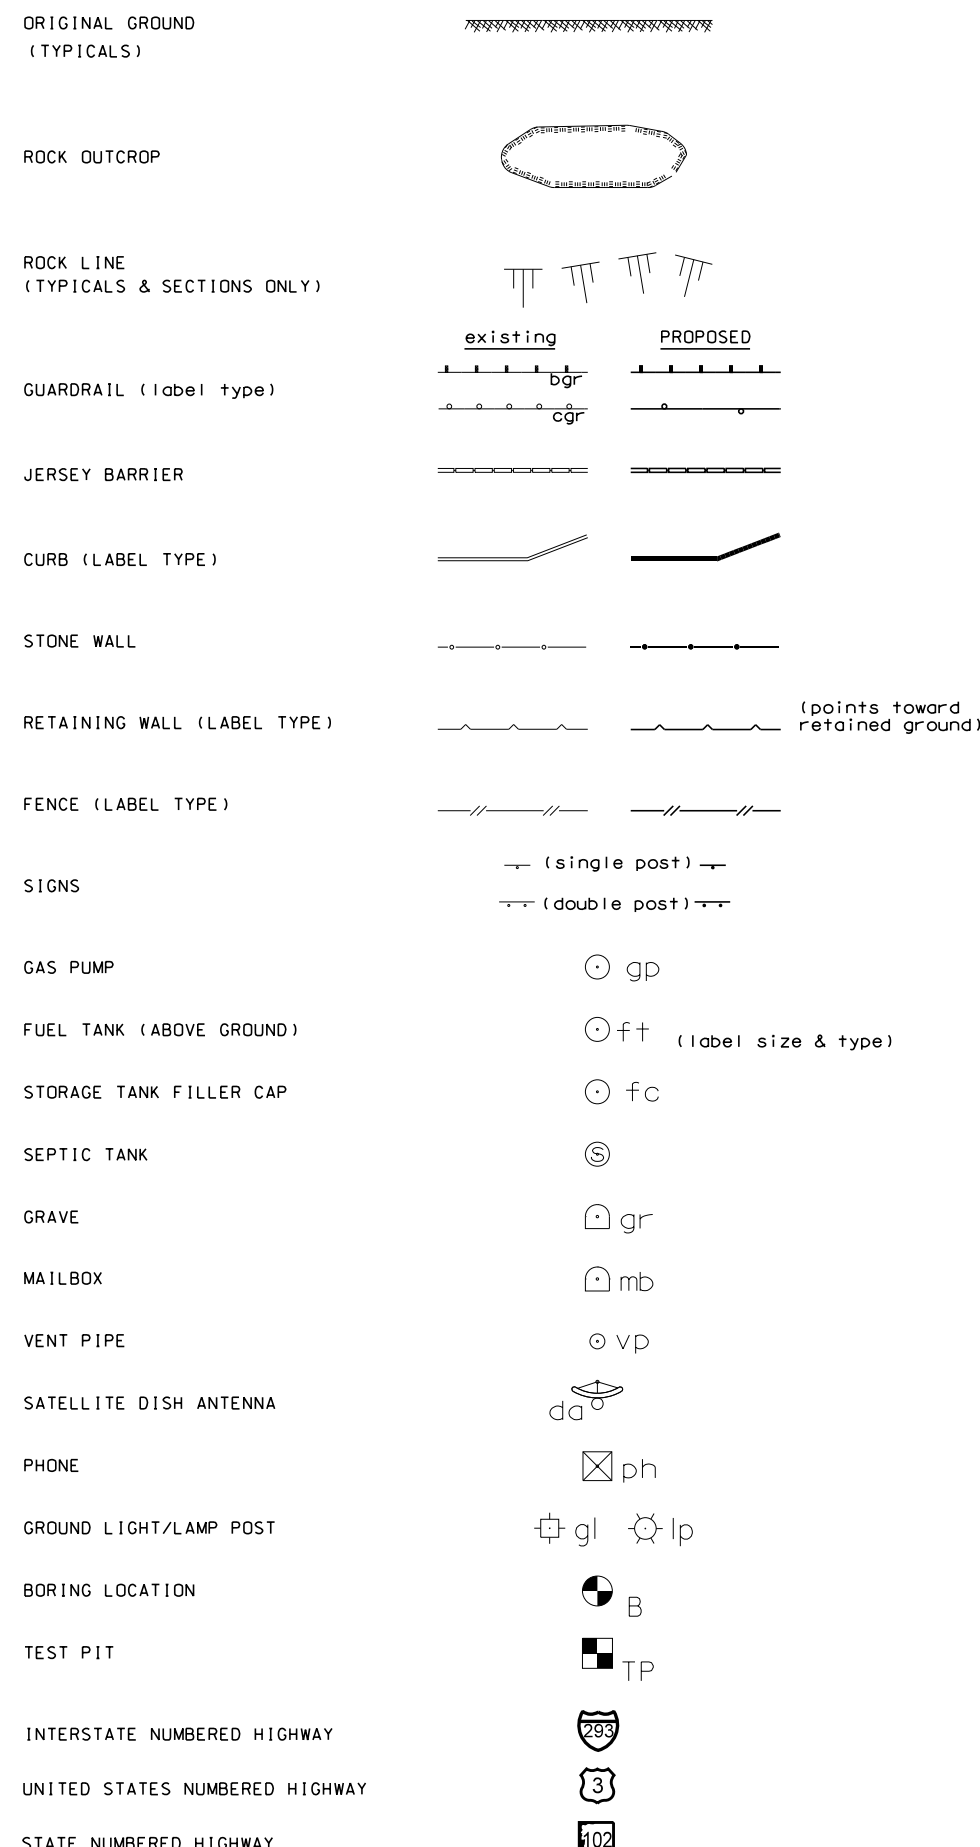 ORIGINAL GROUND
(TYPICALS)
ROCK OUTCROP
ROCK LINE
(TYPICALS & SECTIONS ONLY)
existing PROPOSED
GUARDRAIL (label type)
bgr
cgr
JERSEY BARRIER
CURB (LABEL TYPE)
STONE WALL
RETAINING WALL (LABEL TYPE)
(points toward
retained ground)
FENCE (LABEL TYPE)
SIGNS
(single post)
(double post)
GAS PUMP gp
FUEL TANK (ABOVE GROUND) ft (label size & type)
STORAGE TANK FILLER CAP fc
SEPTIC TANK S
GRAVE gr
MAILBOX mb
VENT PIPE vp
SATELLITE DISH ANTENNA da
PHONE ph
GROUND LIGHT/LAMP POST gl lp
BORING LOCATION B
TEST PIT TP
INTERSTATE NUMBERED HIGHWAY 293
UNITED STATES NUMBERED HIGHWAY 3
STATE NUMBERED HIGHWAY 102